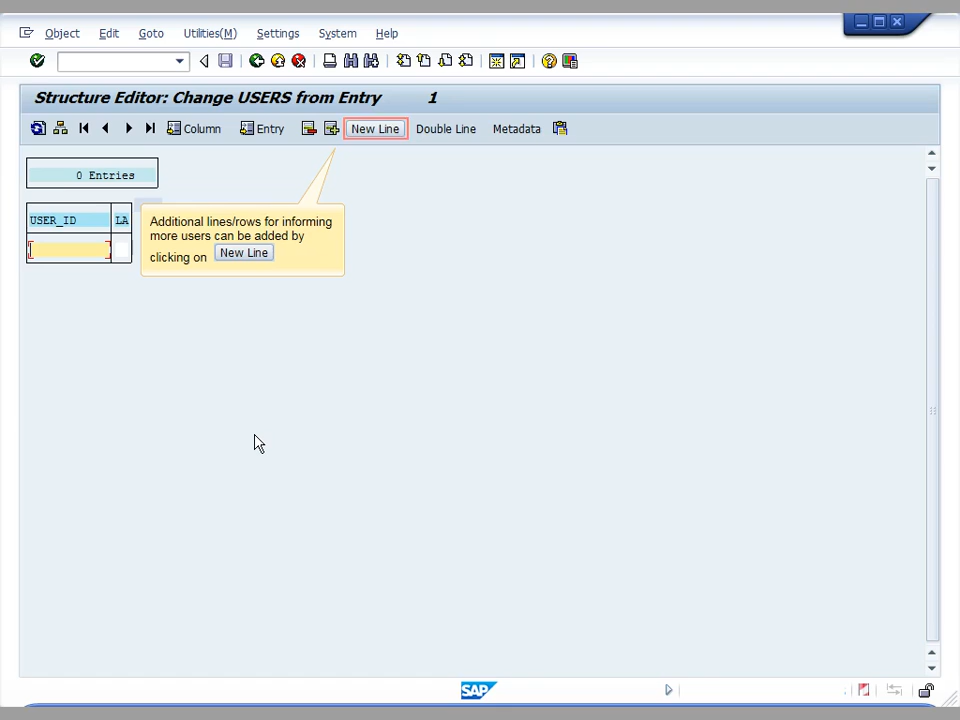 Object Edit Goto Utilities(M) Settings System Help
Structure Editor: Change USERS from Entry 1
Column Entry New Line Double Line Metadata
0 Entries
USER_ID LA
Additional lines/rows for informing
more users can be added by
clicking on New Line
SAP